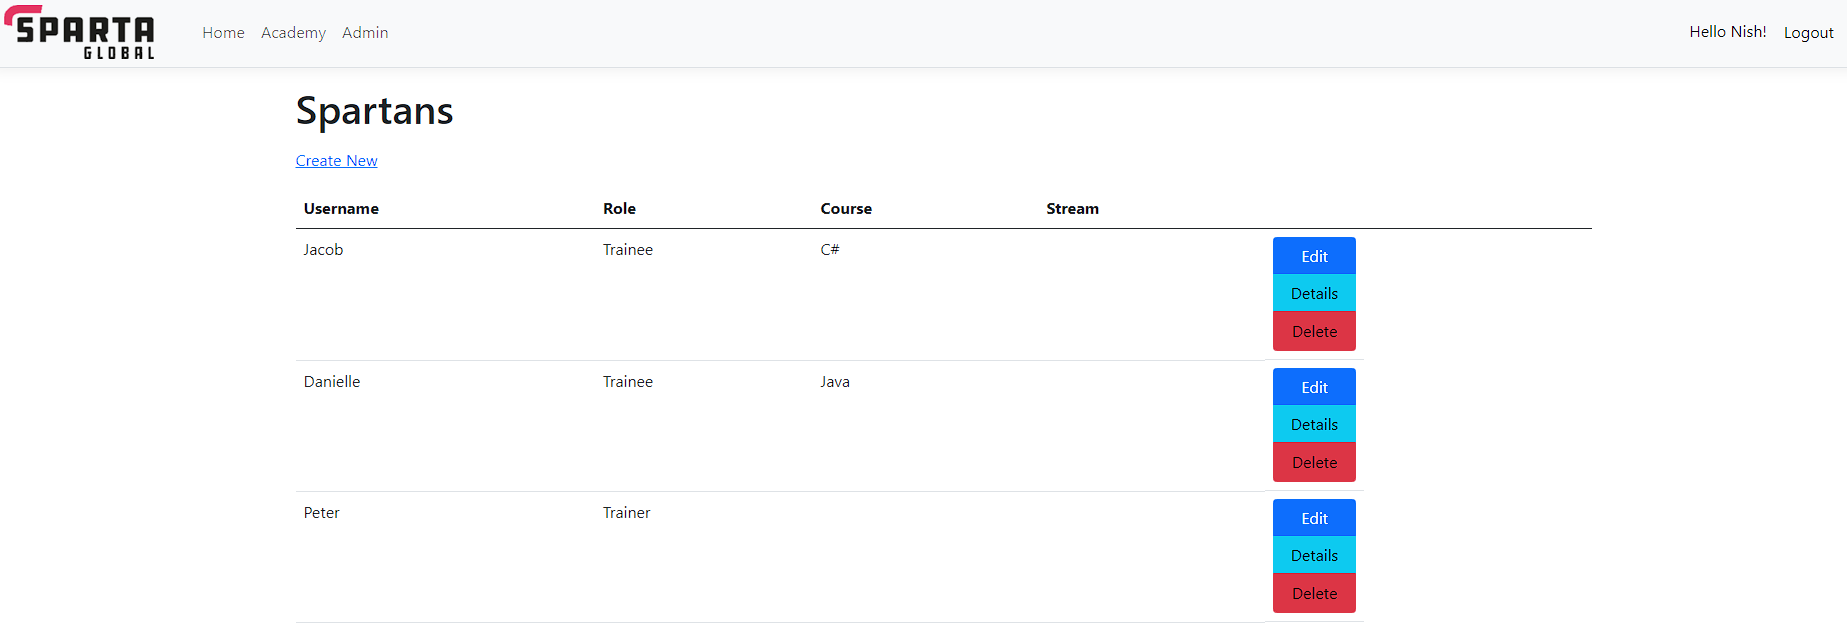 SPARTA
GLOBAL
Home Academy Admin Hello Nish! Logout
Spartans
Create New
Username Role Course Stream
Jacob Trainee C# Edit
Details
Delete
Danielle Trainee Java Edit
Details
Delete
Peter Trainer Edit
Details
Delete